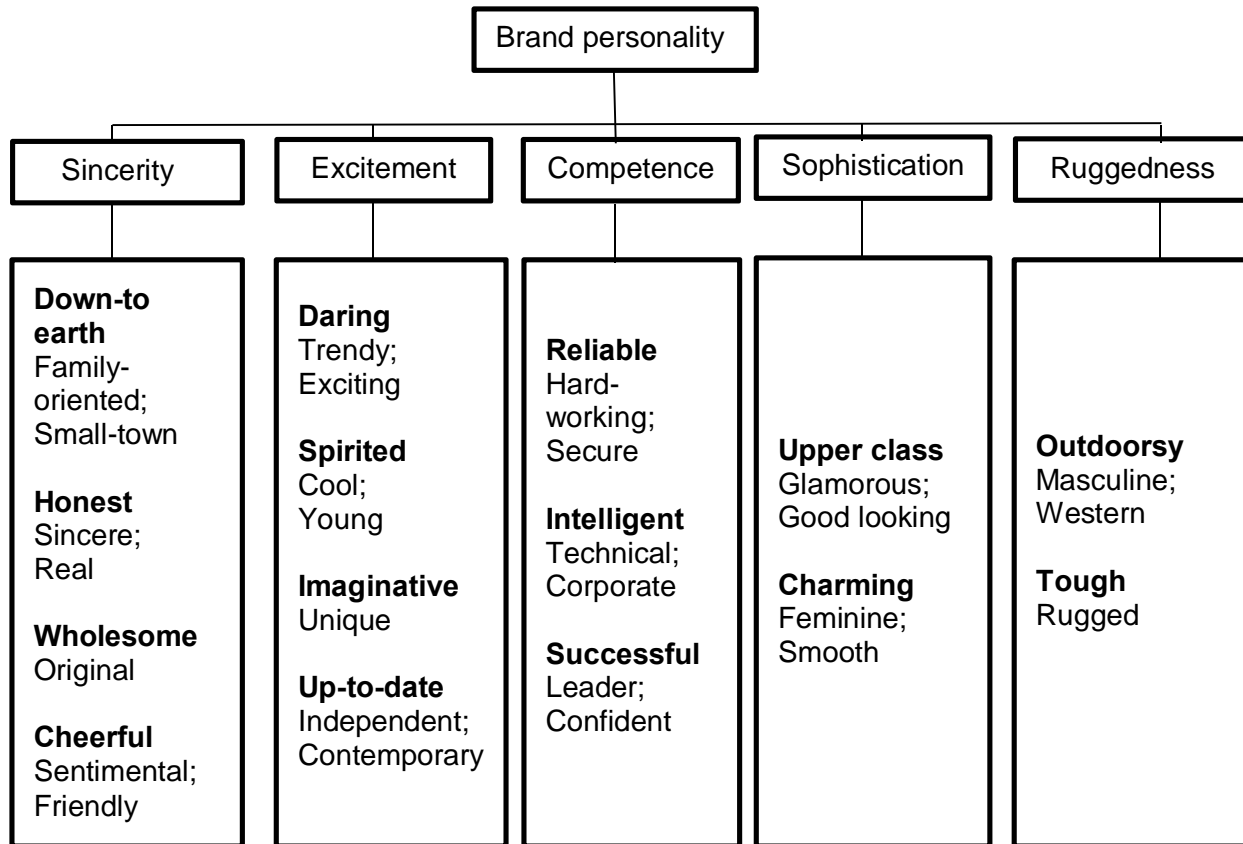 Brand personality
Sincerity
Excitement
Competence
Sophistication
Ruggedness
Down-to
earth
Family-
oriented;
Small-town
Honest
Sincere;
Real
Wholesome
Original
Cheerful
Sentimental;
Friendly
Daring
Trendy;
Exciting
Spirited
Cool;
Young
Imaginative
Unique
Up-to-date
Independent;
Contemporary
Reliable
Hard-
working;
Secure
Intelligent
Technical;
Corporate
Successful
Leader;
Confident
Upper class
Glamorous;
Good looking
Charming
Feminine;
Smooth
Outdoorsy
Masculine;
Western
Tough
Rugged